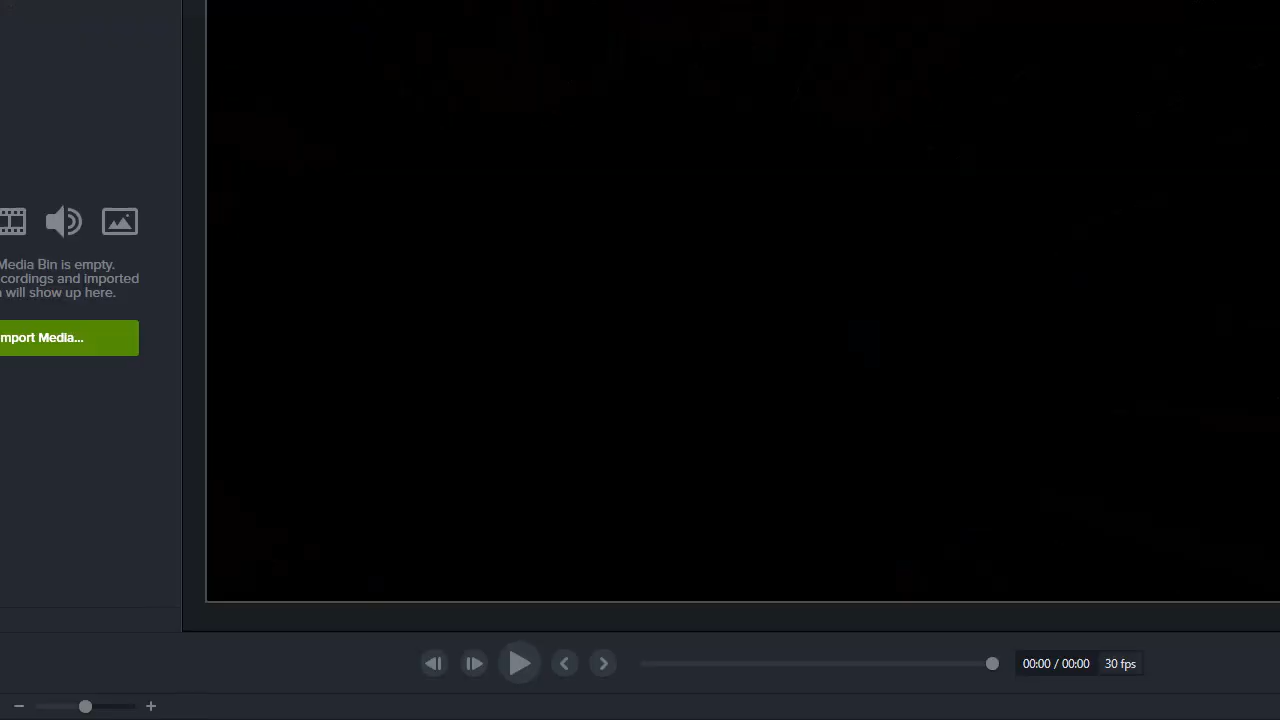 Media Bin is empty.
cordings and imported
will show up here.
mport Media...
00:00 / 00:00 30 fps